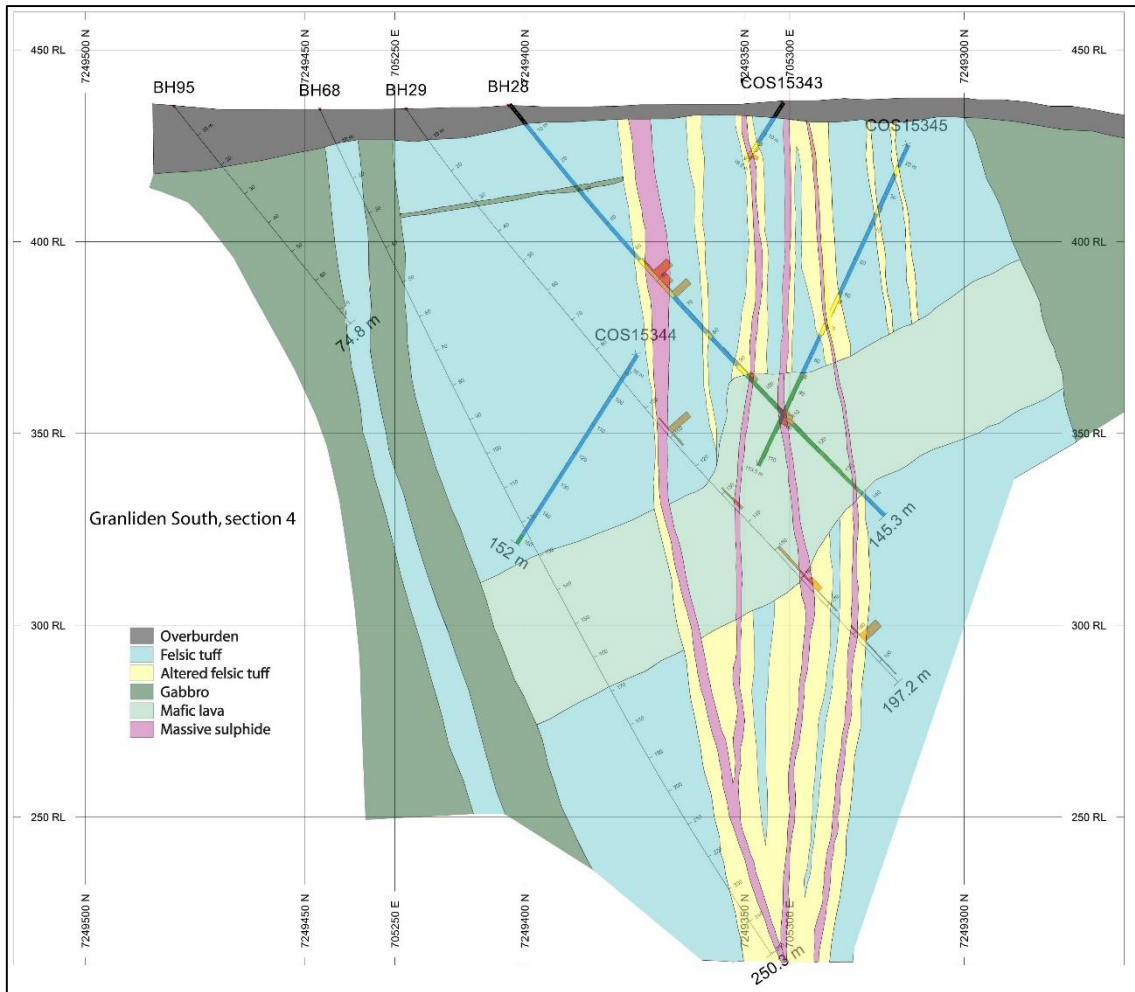 7249500 N
7249450 N
705250 E
7249400 N
7249350 N
705300 E
7249300 N
450 RL
450 RL
BH95
BH68
BH29
BH28
COS15343
COS15345
400 RL
400 RL
74.8 m
COS15344
350 RL
350 RL
Granliden South, section 4
152 m
145.3 m
300 RL
300 RL
Overburden
Felsic tuff
Altered felsic tuff
Gabbro
Mafic lava
Massive sulphide
197.2 m
250 RL
250 RL
7249500 N
7249450 N
705250 E
7249400 N
7249350 N
705300 E
7249300 N
250.3 m